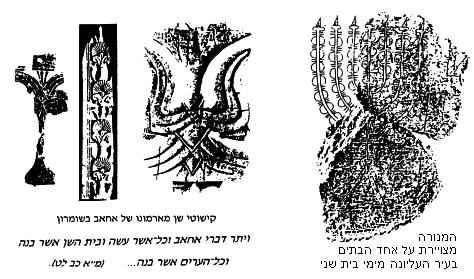 קישוטי שן מארמונו של אחאב בשומרון
ויתר דברי אחאב וכל־אשר עשה ובית השן אשר בנה
וכל־הערים אשר בנה... (מ״א כב לט).
המנורה
מצויירת על אחד הבתים
בעיר העליונה מימי בית שני